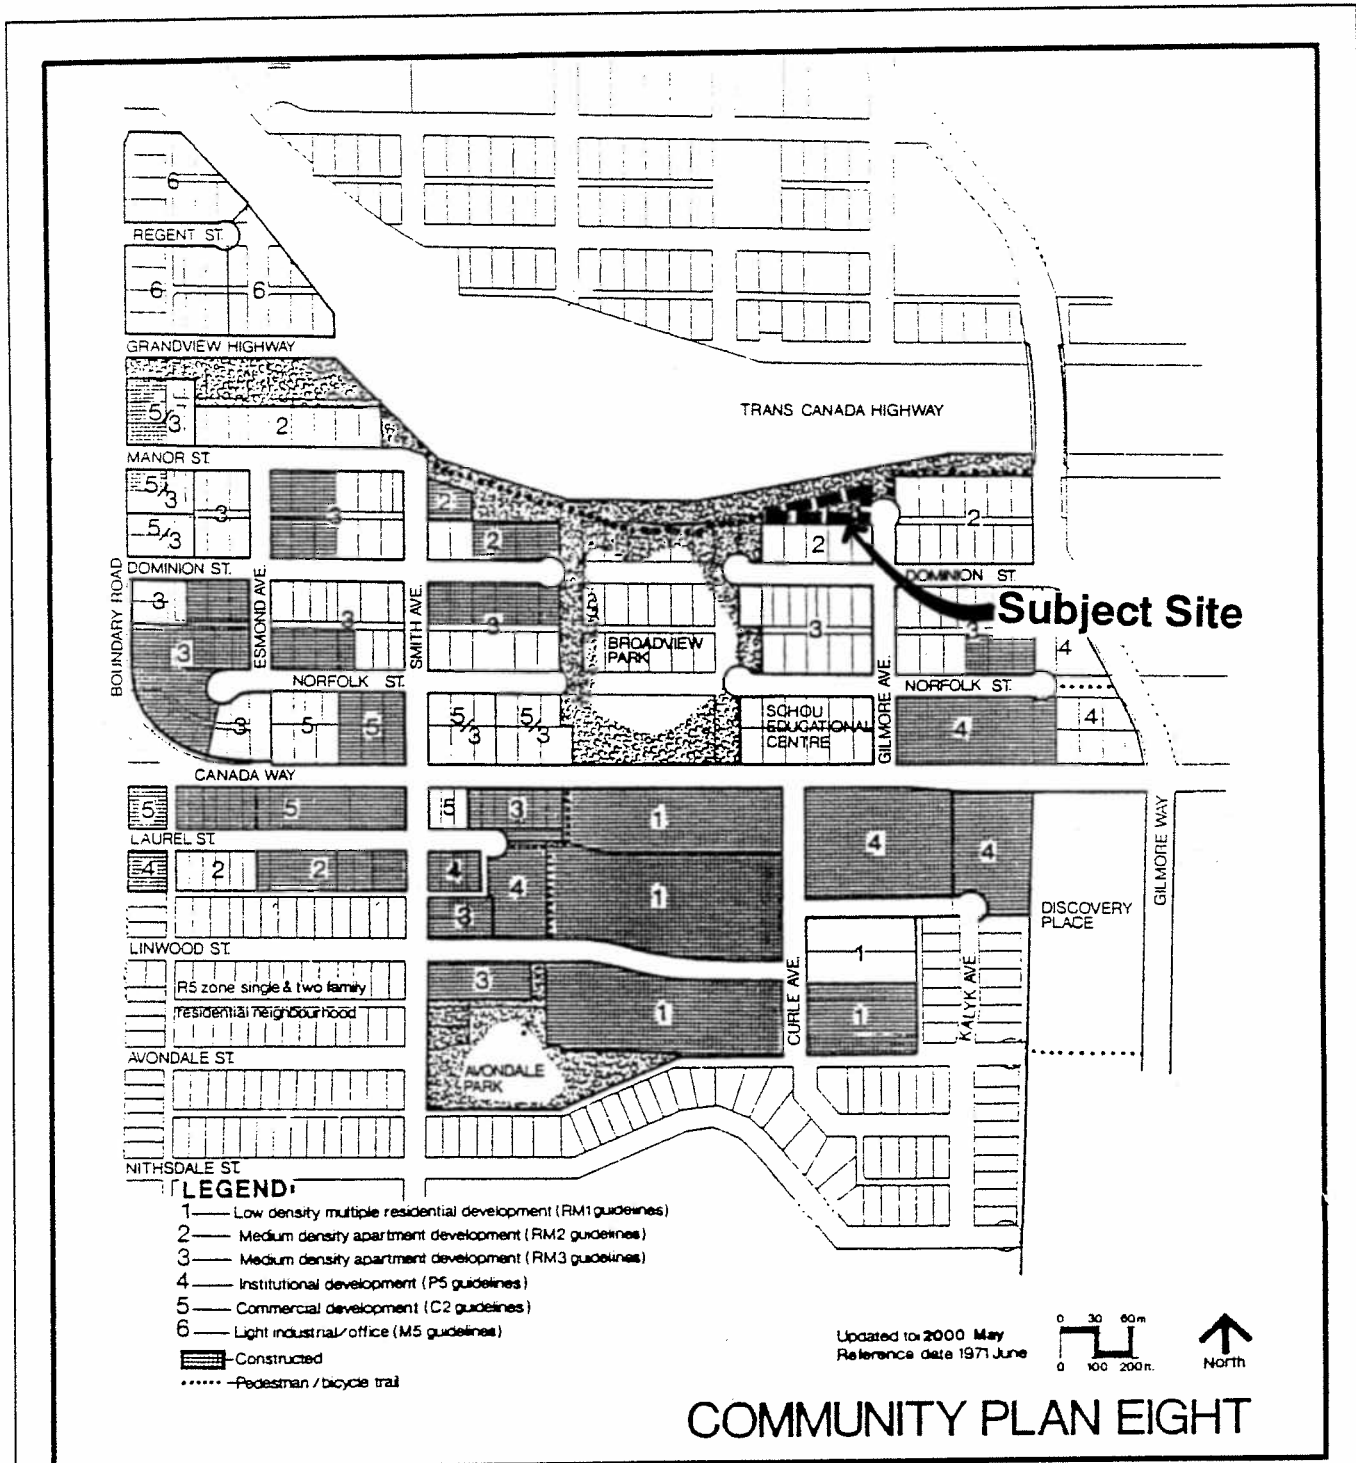 6
REGENT ST.
6
6
GRANDVIEW HIGHWAY
TRANS CANADA HIGHWAY
5/3
2
MANOR ST.
5/3
3
3
2
2
5/3
2
2
DOMINION ST.
DOMINION ST.
BOUNDARY ROAD
ESMOND AVE.
SMITH AVE.
GILMORE AVE.
Subject Site
3
3
3
3
3
3
4
BROADVIEW
PARK
NORFOLK ST.
NORFOLK ST.
3
5
5
5/3
5/3
SCHOU
EDUCATIONAL
CENTRE
4
4
CANADA WAY
5
5
5
3
1
4
4
LAUREL ST.
4
2
2
4
4
1
3
GILMORE WAY
DISCOVERY
PLACE
LINWOOD ST.
CURLE AVE.
KALYK AVE.
1
R5 zone single & two family
residential neighbourhood
3
1
1
AVONDALE ST.
AVONDALE
PARK
NITHSDALE ST.
LEGEND:
1 Low density multiple residential development (RM1 guidelines)
2 Medium density apartment development (RM2 guidelines)
3 Medium density apartment development (RM3 guidelines)
4 Institutional development (P5 guidelines)
5 Commercial development (C2 guidelines)
6 Light industrial/office (M5 guidelines)
Constructed
Pedestrian / bicycle trail
Updated to: 2000 May
Reference date 1971 June
0 30 60m
0 100 200ft.
North
COMMUNITY PLAN EIGHT